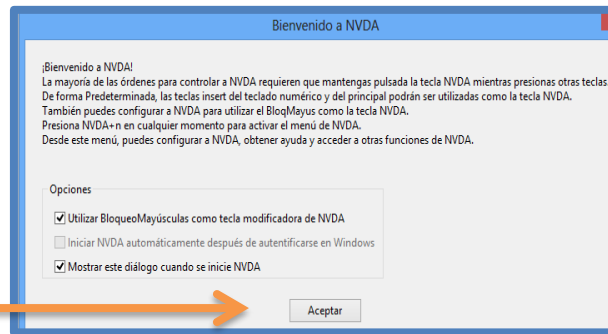 Bienvenido a NVDA
¡Bienvenido a NVDA!
La mayoría de las órdenes para controlar a NVDA requieren que mantengas pulsada la tecla NVDA mientras presionas otras teclas.
De forma Predeterminada, las teclas insert del teclado numérico y del principal podrán ser utilizadas como la tecla NVDA.
También puedes configurar a NVDA para utilizar el BloqMayus como la tecla NVDA.
Presiona NVDA+n en cualquier momento para activar el menú de NVDA.
Desde este menú, puedes configurar a NVDA, obtener ayuda y acceder a otras funciones de NVDA.
Opciones
Utilizar BloqueoMayúsculas como tecla modificadora de NVDA
Iniciar NVDA automáticamente después de autentificarse en Windows
Mostrar este diálogo cuando se inicie NVDA
Aceptar